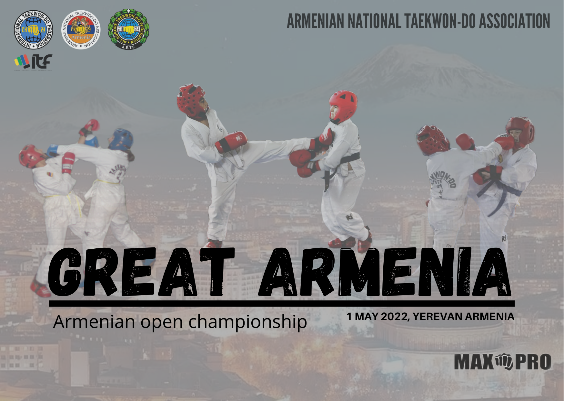 ARMENIAN NATIONAL TAEKWON-DO ASSOCIATION
itf
GREAT ARMENIA
Armenian open championship
1 MAY 2022, YEREVAN ARMENIA
MAX PRO